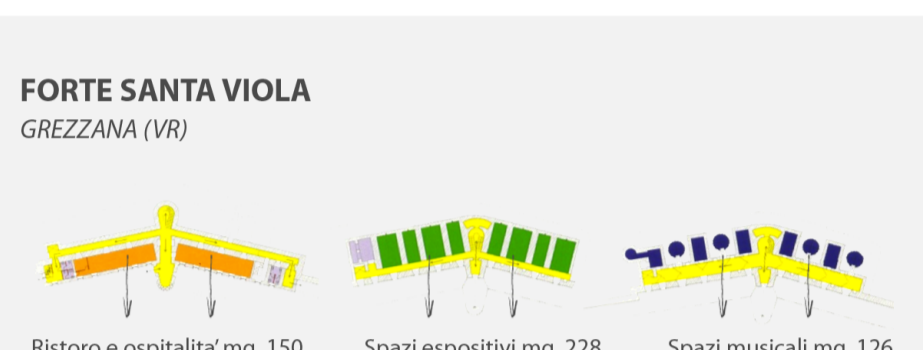 FORTE SANTA VIOLA
GREZZANA (VR)
Ristoro e ospitalita’ mq. 150
Spazi espositivi mq. 228
Spazi musicali mq. 126